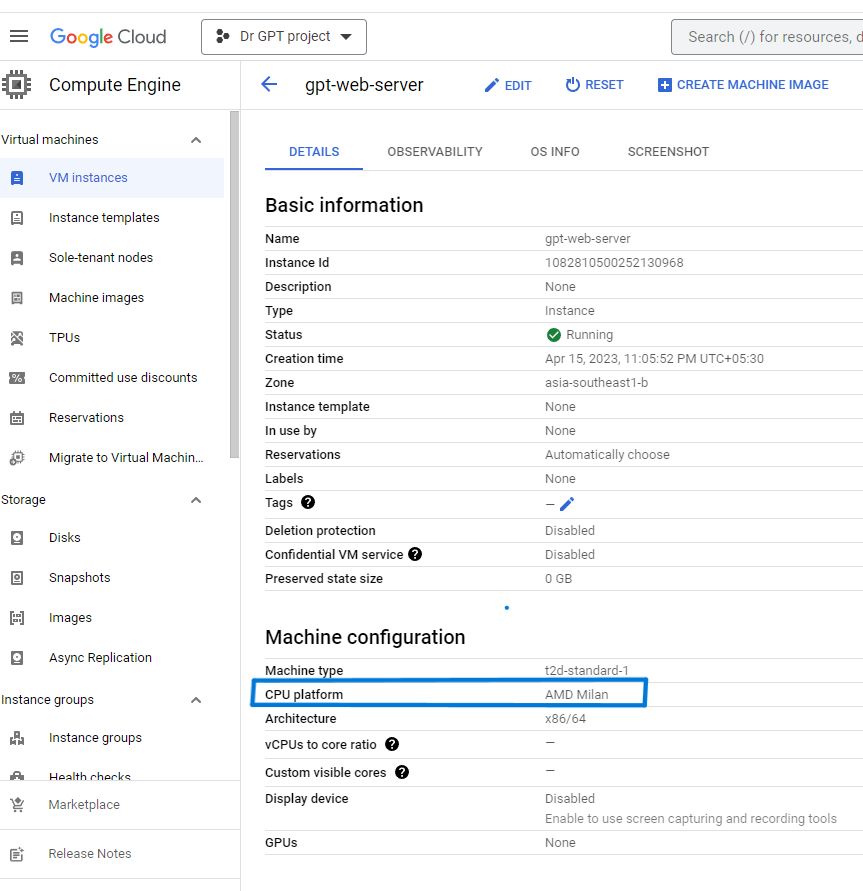 Google Cloud
Dr GPT project
Search (/) for resources, d
Compute Engine
gpt-web-server
EDIT
RESET
CREATE MACHINE IMAGE
Virtual machines
VM instances
Instance templates
Sole-tenant nodes
Machine images
TPUs
Committed use discounts
Reservations
Migrate to Virtual Machin...
Storage
Disks
Snapshots
Images
Async Replication
Instance groups
Instance groups
Health checks
Marketplace
Release Notes
DETAILS
OBSERVABILITY
OS INFO
SCREENSHOT
Basic information
Name gpt-web-server
Instance Id 1082810500252130968
Description None
Type Instance
Status Running
Creation time Apr 15, 2023, 11:05:52 PM UTC+05:30
Zone asia-southeast1-b
Instance template None
In use by None
Reservations Automatically choose
Labels None
Tags ? —
Deletion protection Disabled
Confidential VM service ? Disabled
Preserved state size 0 GB
Machine configuration
Machine type t2d-standard-1
CPU platform AMD Milan
Architecture x86/64
vCPUs to core ratio ? —
Custom visible cores ? —
Display device Disabled
Enable to use screen capturing and recording tools
GPUs None